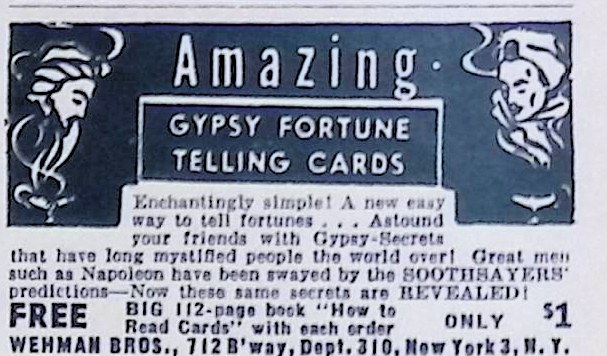 Amazing
GYPSY FORTUNE
TELLING CARDS
Enchantingly simple! A new easy
way to tell fortunes . . . Astound
your friends with Gypsy-Secrets
that have long mystified people the world over! Great men
such as Napoleon have been swayed by the SOOTHSAYERS'
predictions—Now these same secrets are REVEALED!
FREE BIG 112-page book "How to Read Cards" with each order ONLY $1
WEHMAN BROS., 712 B'way, Dept. 310, New York 3, N. Y.